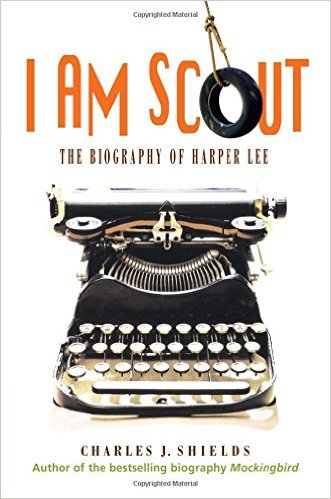 Copyrighted Material
I AM SCOUT
THE BIOGRAPHY OF HARPER LEE
CHARLES J. SHIELDS
Author of the bestselling biography Mockingbird
Copyrighted Material